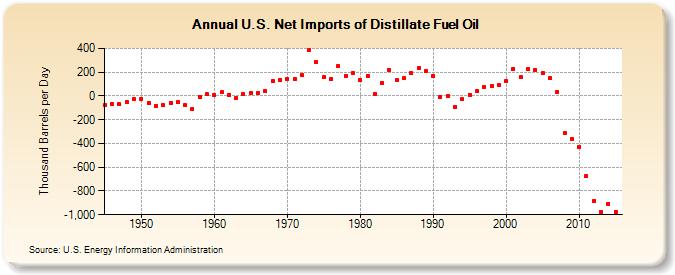 Annual U.S. Net Imports of Distillate Fuel Oil
Thousand Barrels per Day
400
200
0
-200
-400
-600
-800
-1,000
1950 1960 1970 1980 1990 2000 2010
Source: U.S. Energy Information Administration